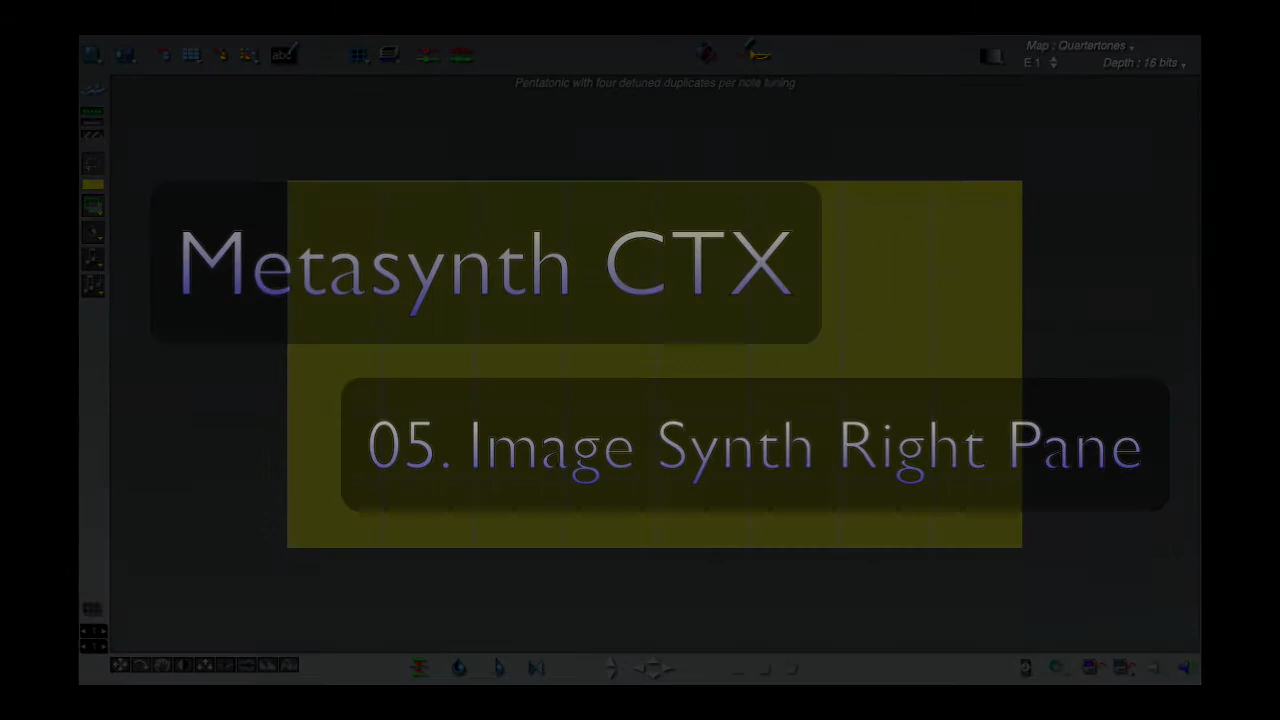 abc
Map : Quartertones
E 1
Depth : 16 bits
Pentatonic with four detuned duplicates per note tuning
Metasynth CTX
05. Image Synth Right Pane